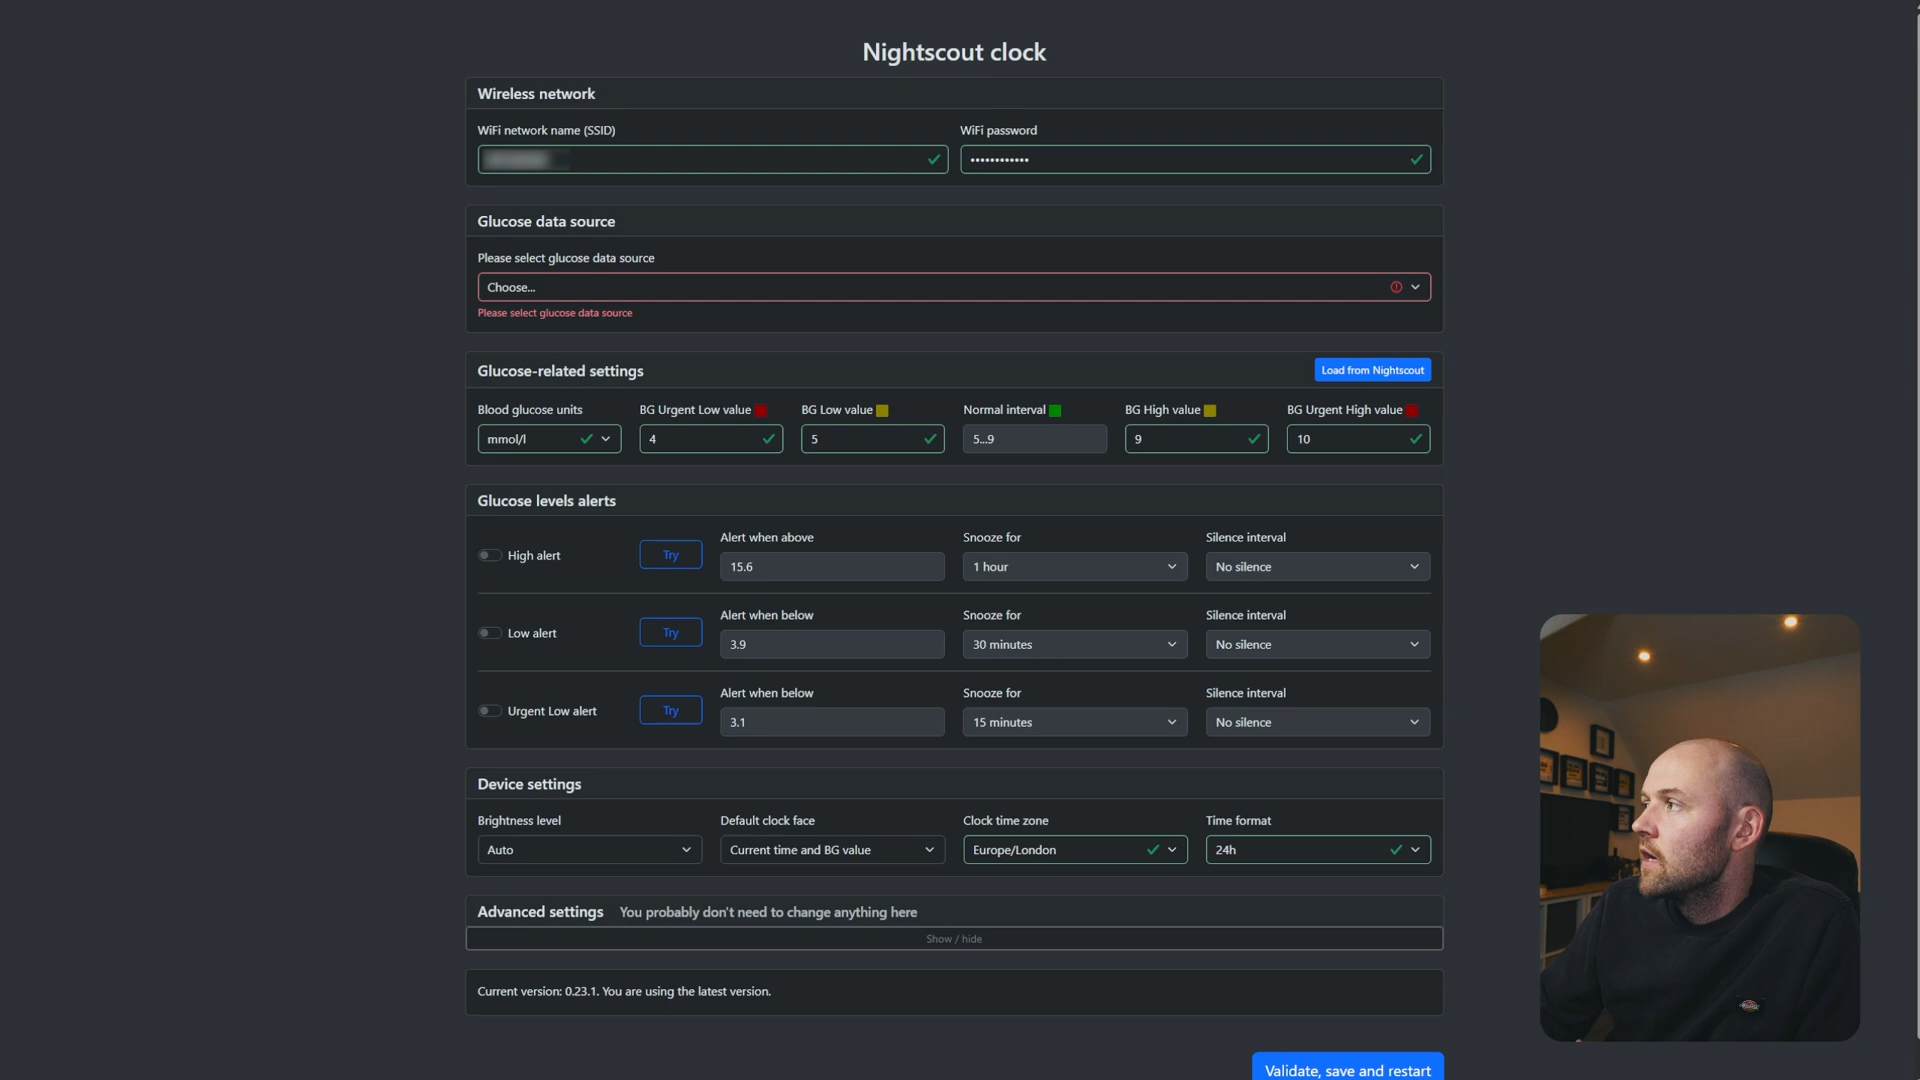 Nightscout clock
Wireless network
WiFi network name (SSID)
WiFi password
••••••••••••
Glucose data source
Please select glucose data source
Choose...
Please select glucose data source
Glucose-related settings
Load from Nightscout
Blood glucose units
BG Urgent Low value
BG Low value
Normal interval
BG High value
BG Urgent High value
mmol/l
4
5
5...9
9
10
Glucose levels alerts
High alert
Try
Alert when above
15.6
Snooze for
1 hour
Silence interval
No silence
Low alert
Try
Alert when below
3.9
Snooze for
30 minutes
Silence interval
No silence
Urgent Low alert
Try
Alert when below
3.1
Snooze for
15 minutes
Silence interval
No silence
Device settings
Brightness level
Default clock face
Clock time zone
Time format
Auto
Current time and BG value
Europe/London
24h
Advanced settings You probably don't need to change anything here
Show / hide
Current version: 0.23.1. You are using the latest version.
Validate, save and restart